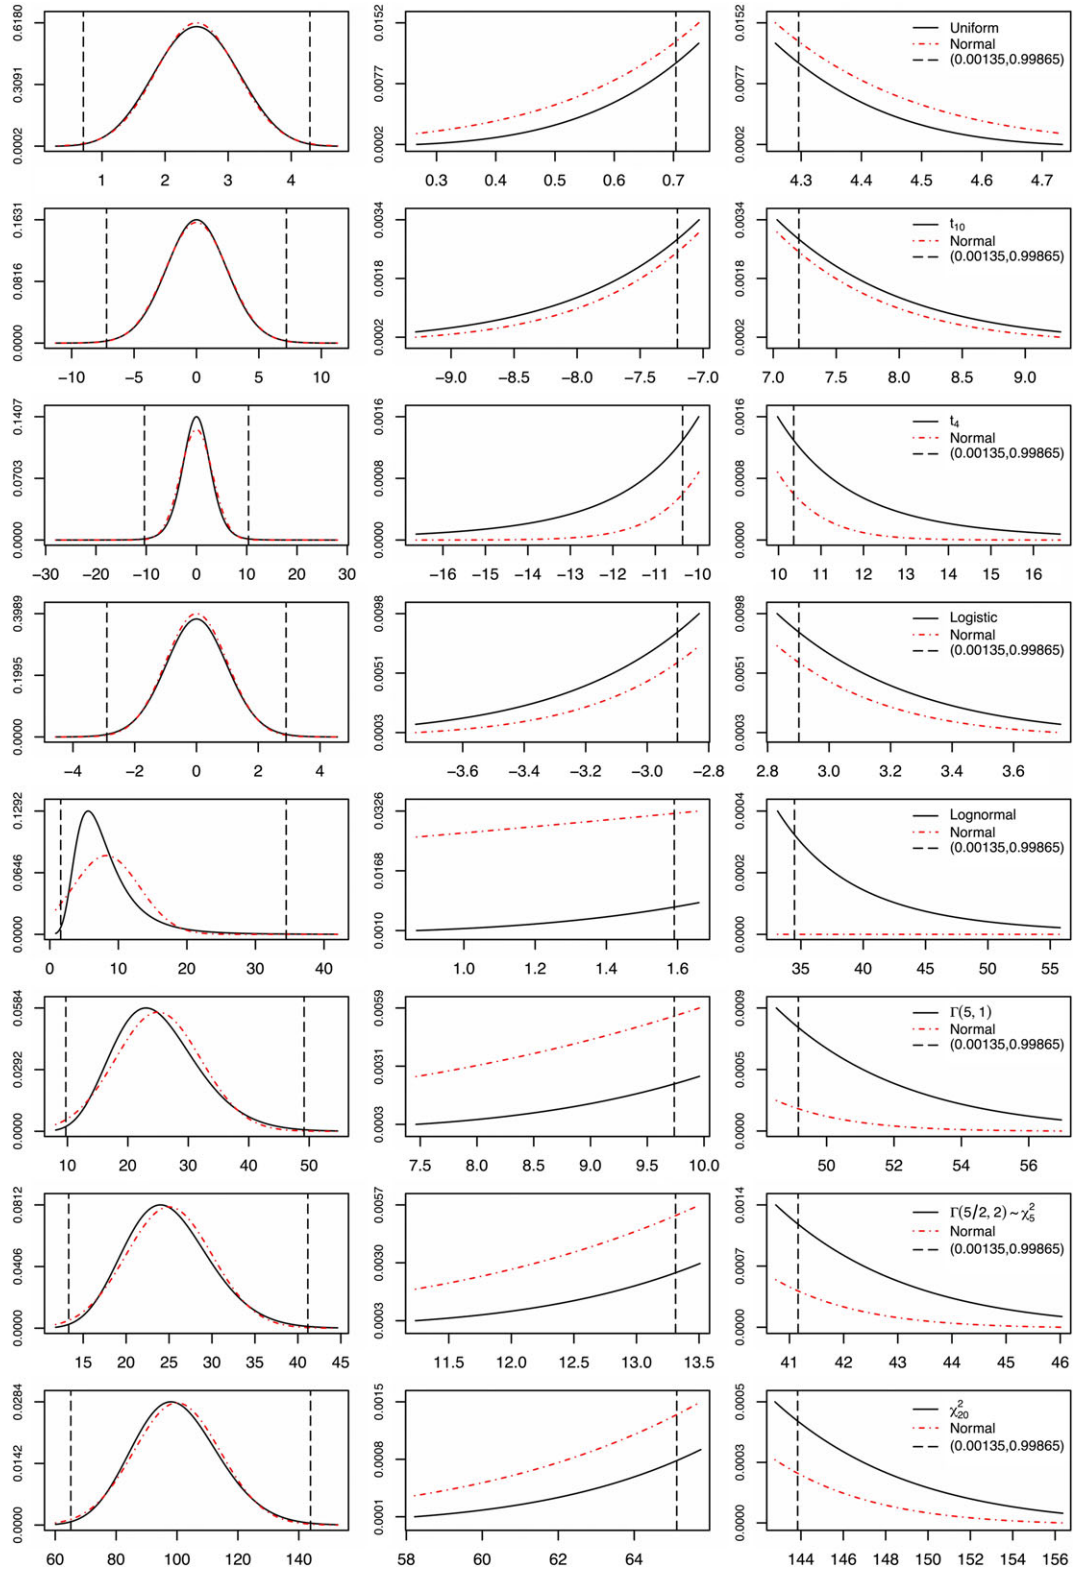 0.0002 0.3091 0.6180
1 2 3 4
0.0002 0.0077 0.0152
0.3 0.4 0.5 0.6 0.7
0.0002 0.0077 0.0152
4.3 4.4 4.5 4.6 4.7
Uniform
Normal
(0.00135,0.99865)
0.0000 0.0816 0.1631
−10 −5 0 5 10
0.0002 0.0018 0.0034
−9.0 −8.5 −8.0 −7.5 −7.0
0.0002 0.0018 0.0034
7.0 7.5 8.0 8.5 9.0
t₁₀
Normal
(0.00135,0.99865)
0.0000 0.0703 0.1407
−30 −20 −10 0 10 20 30
0.0000 0.0008 0.0016
−16 −15 −14 −13 −12 −11 −10
0.0000 0.0008 0.0016
10 11 12 13 14 15 16
t₄
Normal
(0.00135,0.99865)
0.0000 0.1995 0.3989
−4 −2 0 2 4
0.0003 0.0051 0.0098
−3.6 −3.4 −3.2 −3.0 −2.8
0.0003 0.0051 0.0098
2.8 3.0 3.2 3.4 3.6
Logistic
Normal
(0.00135,0.99865)
0.0000 0.0646 0.1292
0 10 20 30 40
0.0010 0.0168 0.0326
1.0 1.2 1.4 1.6
0.0000 0.0002 0.0004
35 40 45 50 55
Lognormal
Normal
(0.00135,0.99865)
0.0000 0.0292 0.0584
10 20 30 40 50
0.0003 0.0031 0.0059
7.5 8.0 8.5 9.0 9.5 10.0
0.0000 0.0005 0.0009
50 52 54 56
Γ(5, 1)
Normal
(0.00135,0.99865)
0.0000 0.0406 0.0812
15 20 25 30 35 40 45
0.0003 0.0030 0.0057
11.5 12.0 12.5 13.0 13.5
0.0000 0.0007 0.0014
41 42 43 44 45 46
Γ(5/2, 2) ~ χ²₅
Normal
(0.00135,0.99865)
0.0000 0.0142 0.0284
60 80 100 120 140
0.0001 0.0008 0.0015
58 60 62 64
0.0000 0.0003 0.0005
144 146 148 150 152 154 156
χ²₂₀
Normal
(0.00135,0.99865)